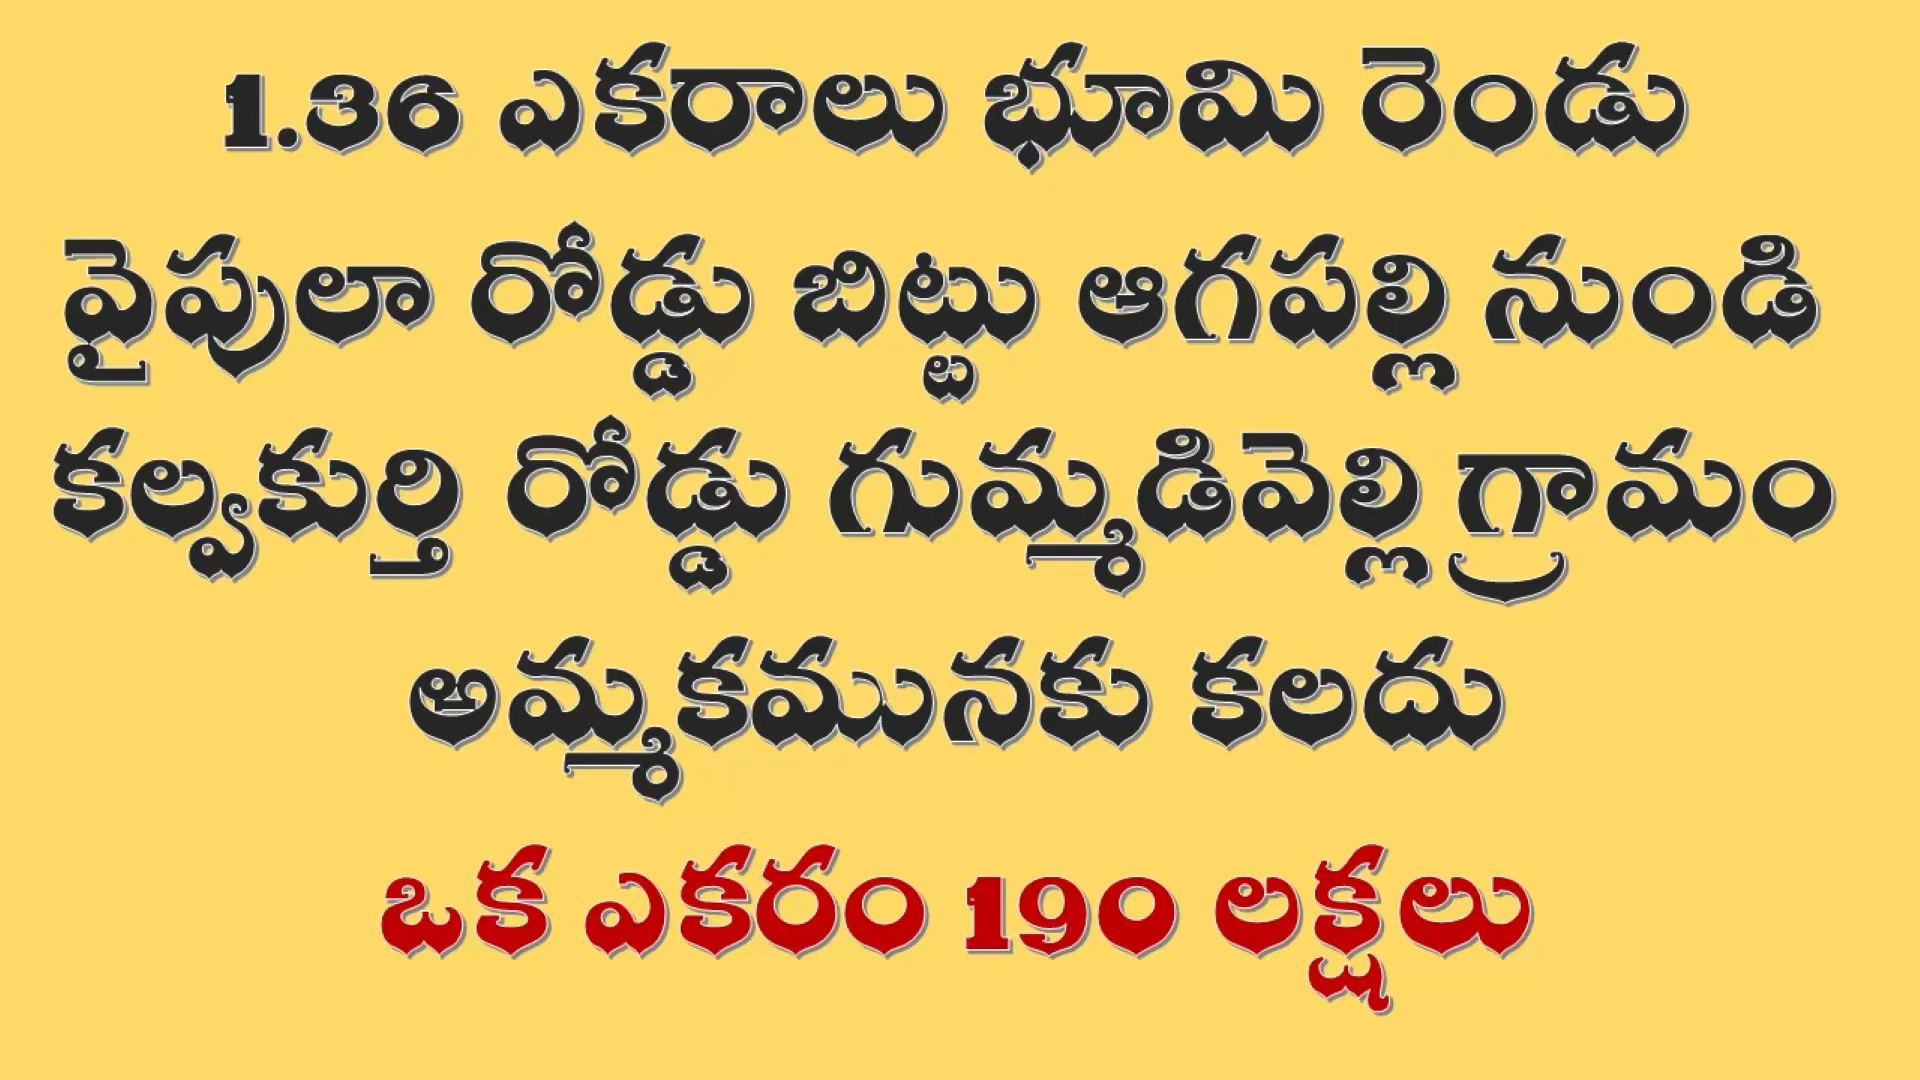 1.36 ఎకరాలు భూమి రెండు
వైపులా రోడ్డు బిట్టు ఆగపల్లి నుండి
కల్వకుర్తి రోడ్డు గుమ్మడివెల్లి గ్రామం
అమ్మకమునకు కలదు
ఒక ఎకరం 190 లక్షలు